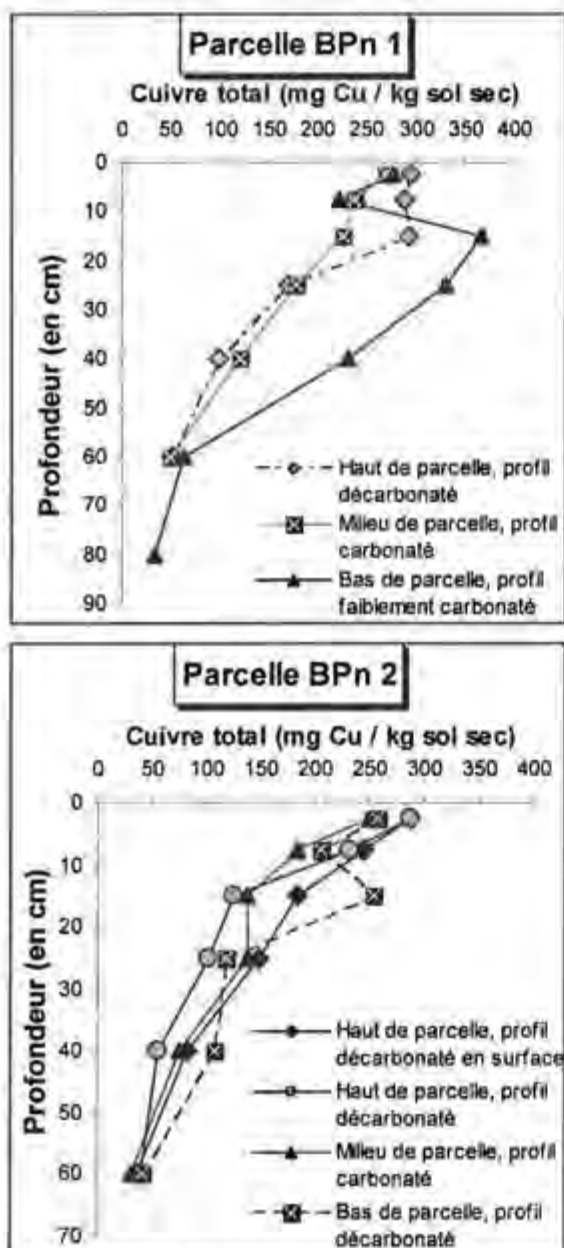 Parcelle BPn 1
Cuivre total (mg Cu / kg sol sec)
0 50 100 150 200 250 300 350 400
0
10
20
30
40
50
60
70
80
90
Profondeur (en cm)
Haut de parcelle, profil
décarbonaté
Milieu de parcelle, profil
carbonaté
Bas de parcelle, profil
faiblement carbonaté
Parcelle BPn 2
Cuivre total (mg Cu / kg sol sec)
0 50 100 150 200 250 300 400
0
10
20
30
40
50
60
70
Profondeur (en cm)
Haut de parcelle, profil
décarbonaté en surface
Haut de parcelle, profil
décarbonaté
Milieu de parcelle, profil
carbonaté
Bas de parcelle, profil
décarbonaté